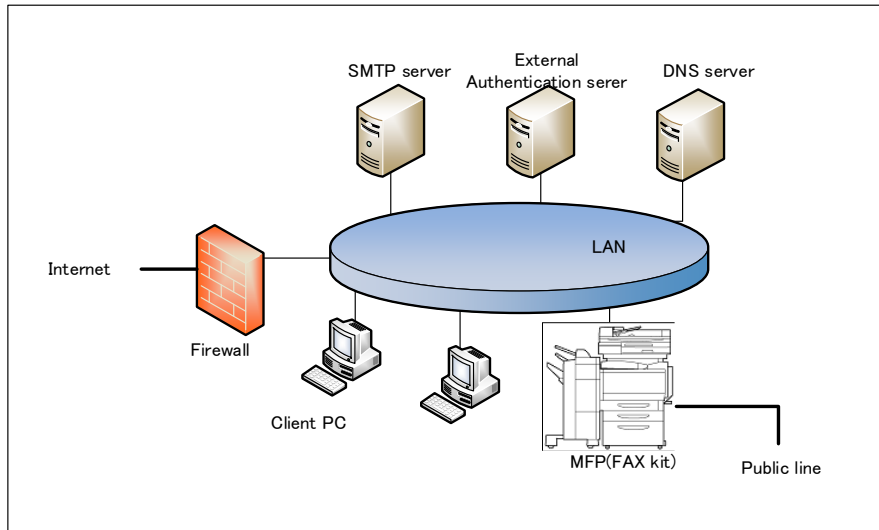 SMTP server
External
Authentication serer
DNS server
LAN
Internet
Firewall
Client PC
MFP(FAX kit)
Public line